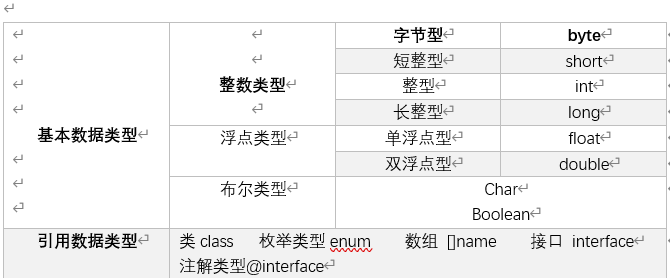 字节型 byte
短整型 short
整数类型 整型 int
长整型 long
基本数据类型 浮点类型 单浮点型 float
双浮点型 double
布尔类型 Char
Boolean
引用数据类型 类 class 枚举类型 enum 数组 []name 接口 interface
注解类型@interface